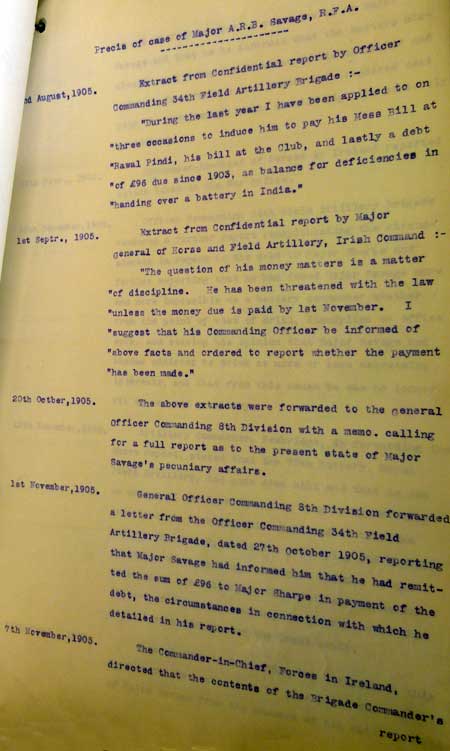 Precis of case of Major A.R.B. Savage, R.F.A.
nd August,1905.
Extract from Confidential report by Officer
Commanding 34th Field Artillery Brigade :-
"During the last year I have been applied to on
"three occasions to induce him to pay his Mess Bill at
"Rawal Pindi, his bill at the Club, and lastly a debt
"of £96 due since 1903, as balance for deficiencies in
"handing over a battery in India."
1st Septr., 1905.
Extract from Confidential report by Major
general of Horse and Field Artillery, Irish Command :-
"The question of his money matters is a matter
"of discipline. He has been threatened with the law
"unless the money due is paid by 1st November. I
"suggest that his Commanding Officer be informed of
"above facts and ordered to report whether the payment
"has been made."
20th Octber,1905.
The above extracts were forwarded to the general
Officer Commanding 8th Division with a memo. calling
for a full report as to the present state of Major
Savage's pecuniary affairs.
1st November,1905.
General Officer Commanding 8th Division forwarded
a letter from the Officer Commanding 34th Field
Artillery Brigade, dated 27th October 1905, reporting
that Major Savage had informed him that he had remit-
ted the sum of £96 to Major Sharpe in payment of the
debt, the circumstances in connection with which he
detailed in his report.
7th November,1905.
The Commander-in-Chief, Forces in Ireland,
directed that the contents of the Brigade Commander's
report